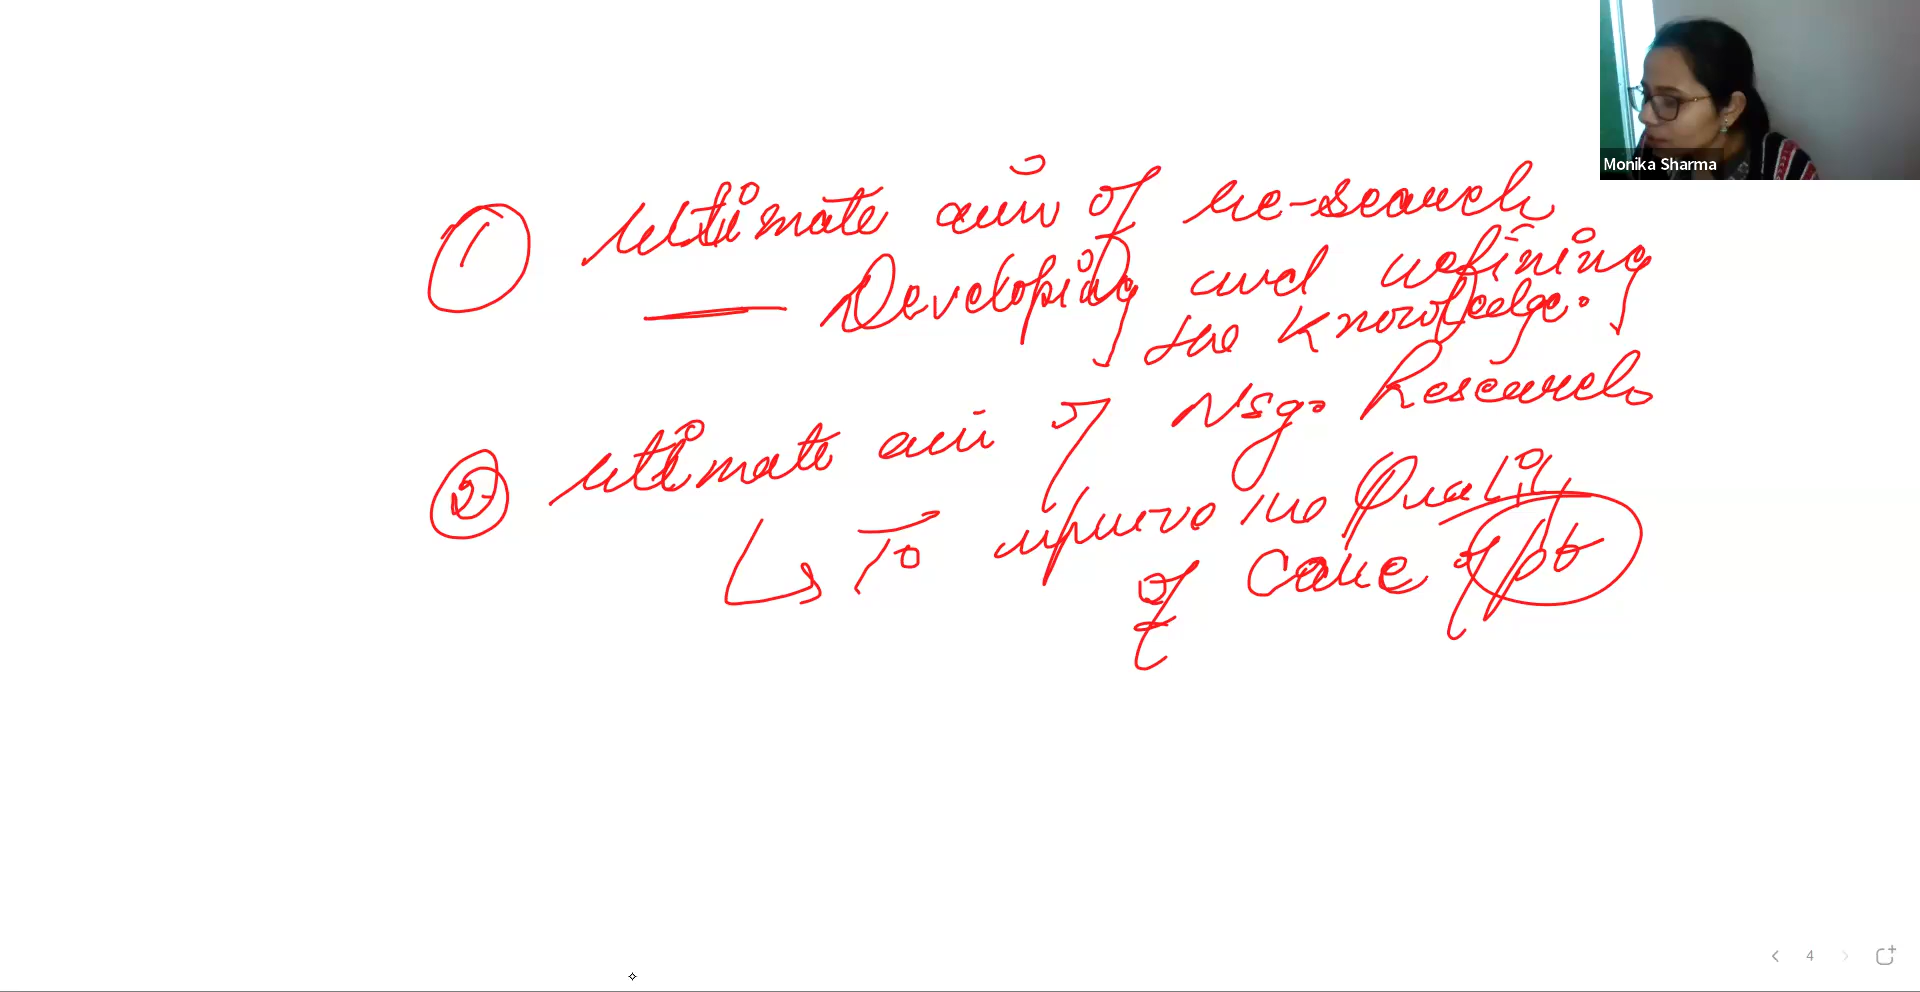 Monika Sharma
① Ultimate aim of re-search
— Developing and refining
the knowledge.
② Ultimate aim of Nsg. Research
↳ To improve the Quality
of care of pt
4